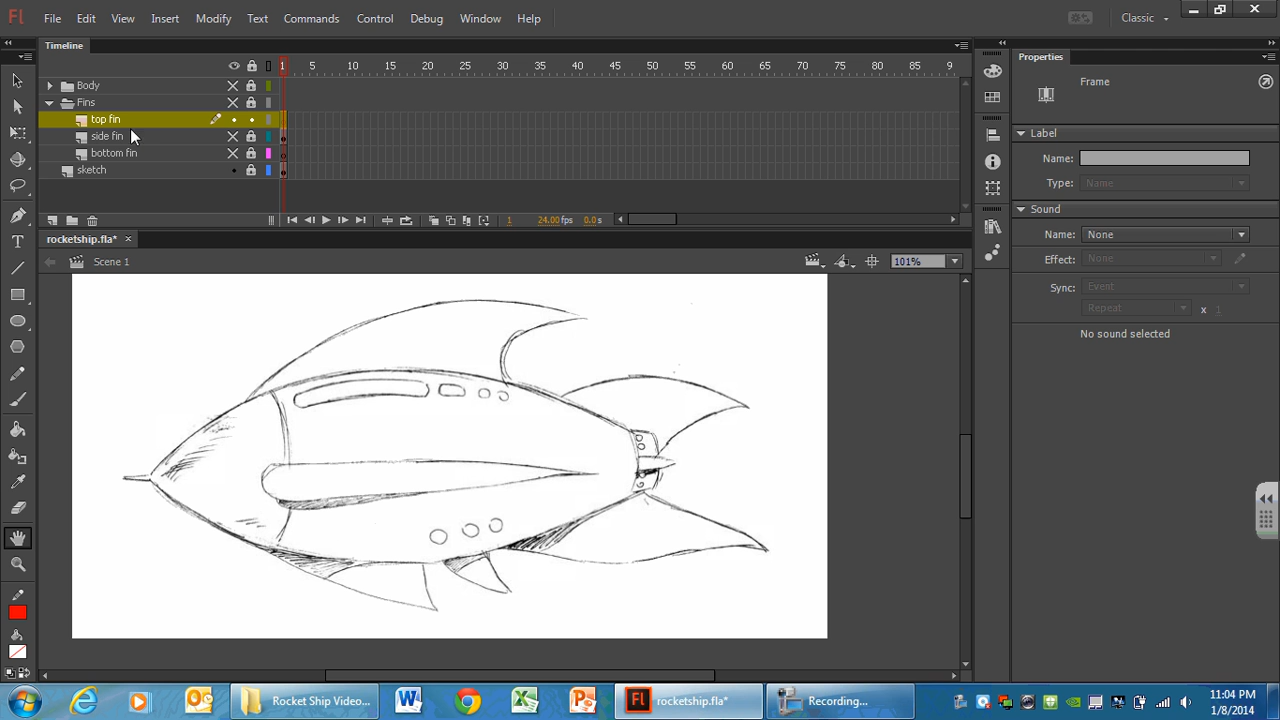 Fl File Edit View Insert Modify Text Commands Control Debug Window Help Classic
Timeline
Properties
1 5 10 15 20 25 30 35 40 45 50 55 60 65 70 75 80 85 9
Frame
Body
Fins
top fin
side fin
bottom fin
sketch
Label
Name:
Type: Name
Sound
1 24.00 fps 0.0 s
Name: None
rocketship.fla*
Effect: None
Scene 1
101%
Sync: Event
Repeat x 1
No sound selected
Rocket Ship Video...
Fl rocketship.fla*
Recording...
11:04 PM
1/8/2014